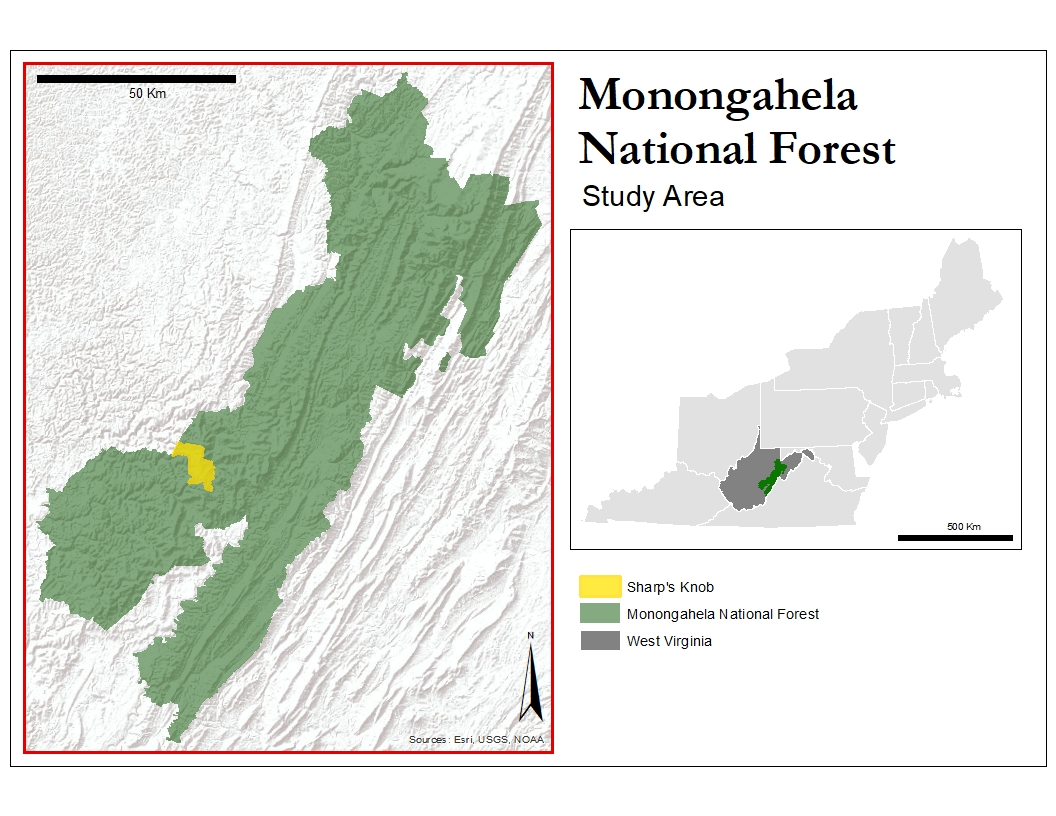 50 Km
Monongahela
National Forest
Study Area
500 Km
Sharp's Knob
Monongahela National Forest
West Virginia
N
Sources: Esri, USGS, NOAA